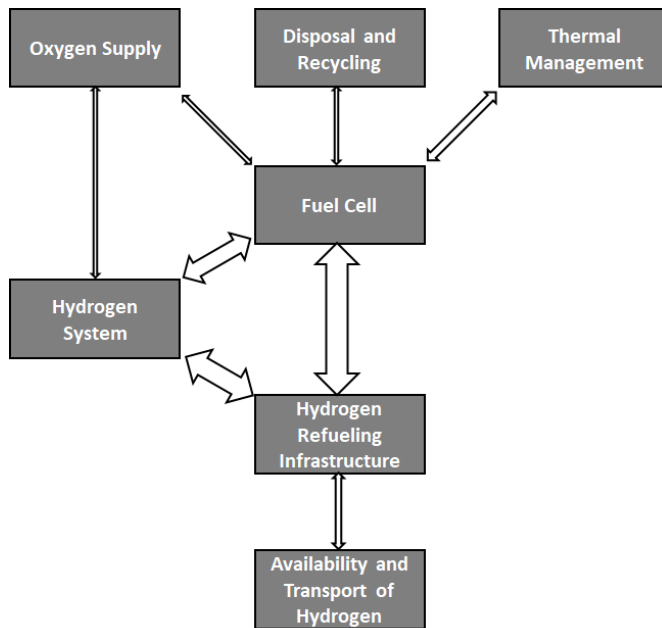 Oxygen Supply
Disposal and
Recycling
Thermal
Management
Fuel Cell
Hydrogen
System
Hydrogen
Refueling
Infrastructure
Availability and
Transport of
Hydrogen